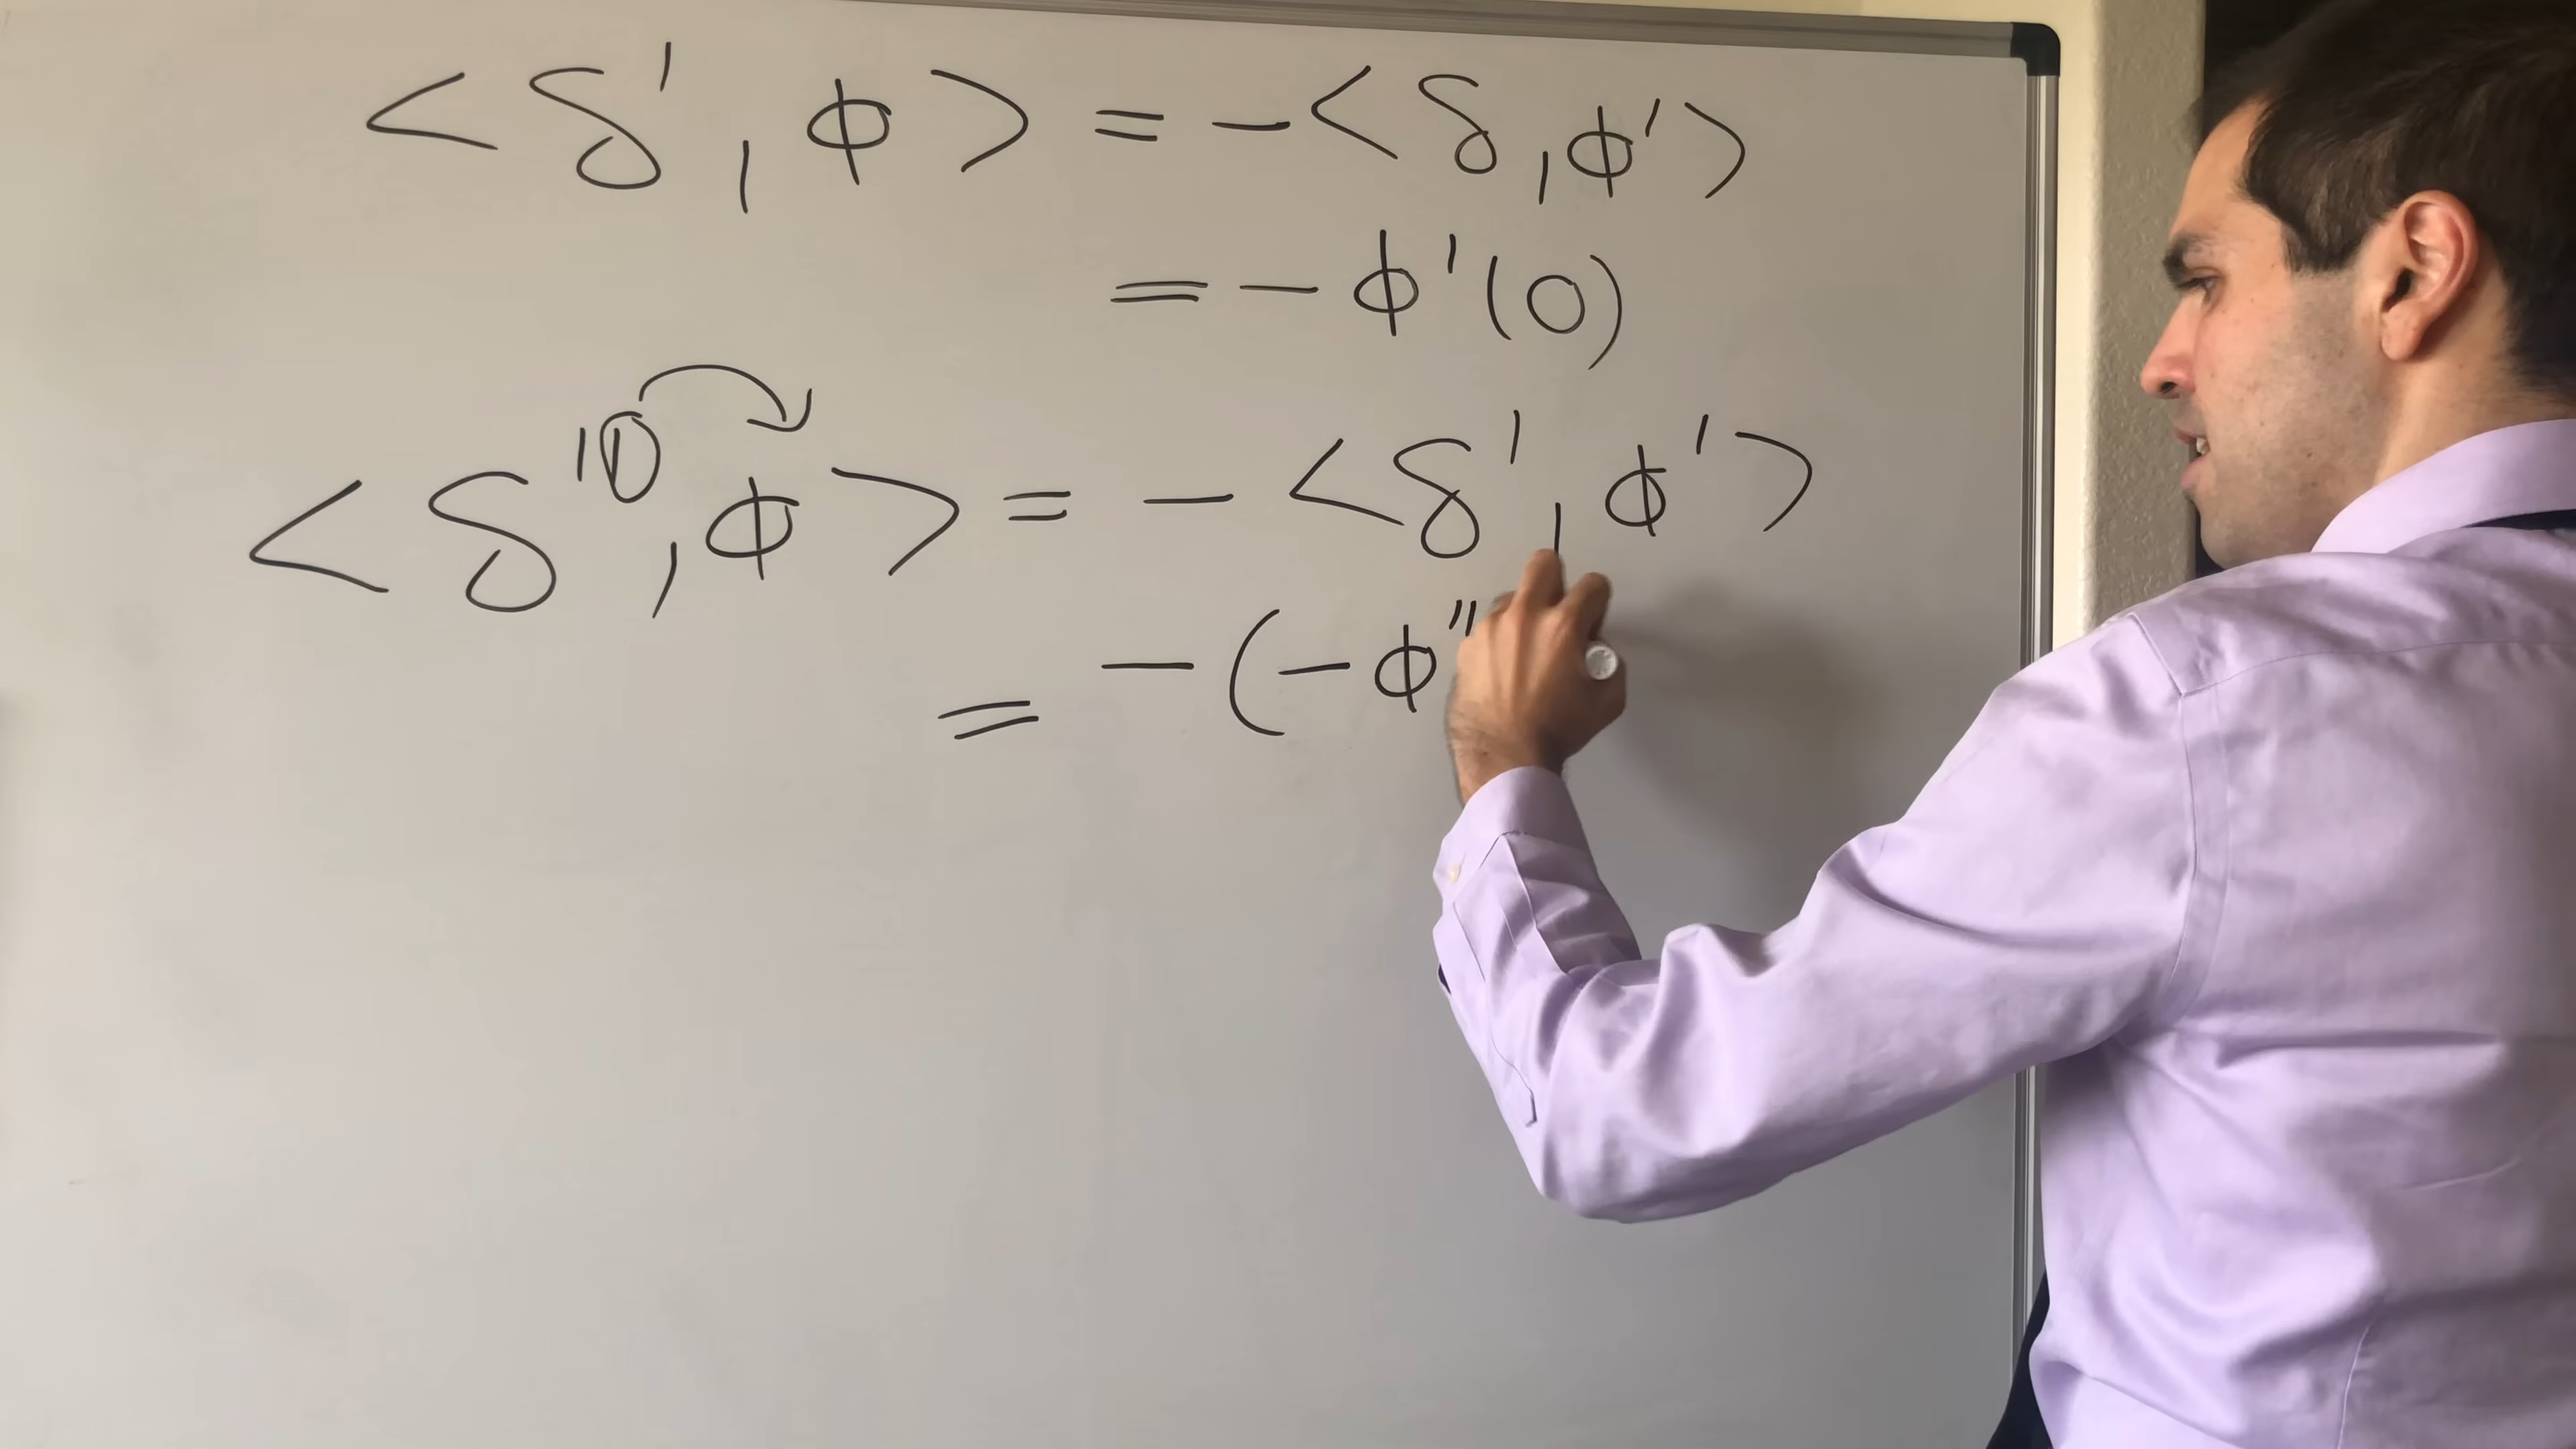 <δ', ϕ> = -<δ, ϕ'>
= -ϕ'(0)
<δ'', ϕ> = -<δ', ϕ'>
= -(-ϕ''